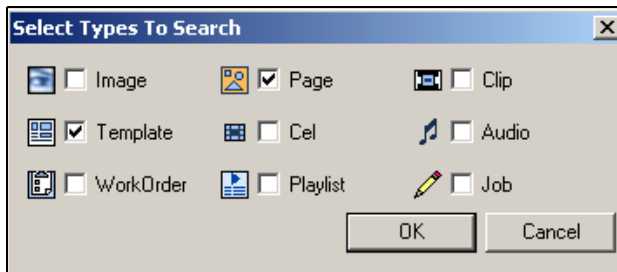 Select Types To Search
Image Page Clip
Template Cel Audio
WorkOrder Playlist Job
OK Cancel